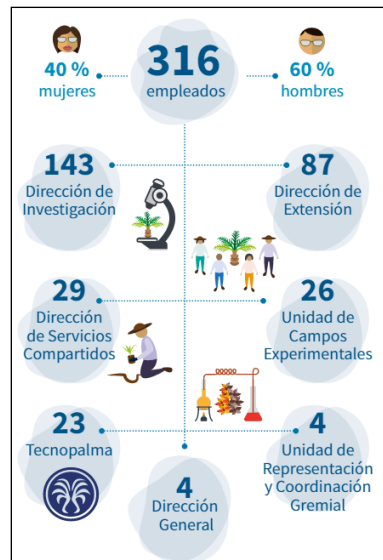 316
empleados
40 %
mujeres
60 %
hombres
143
Dirección de
Investigación
87
Dirección de
Extensión
29
Dirección
de Servicios
Compartidos
26
Unidad de
Campos
Experimentales
23
Tecnopalma
4
Dirección
General
4
Unidad de
Representación
y Coordinación
Gremial